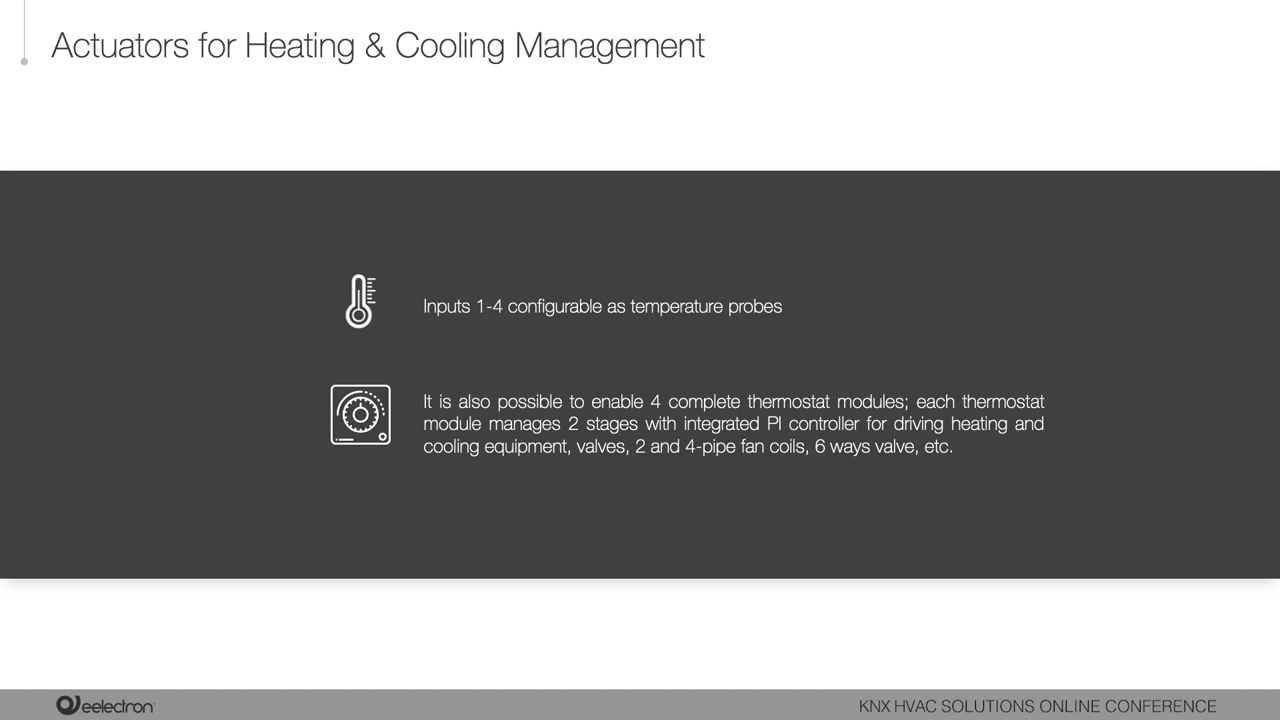 Actuators for Heating & Cooling Management
Inputs 1-4 configurable as temperature probes
It is also possible to enable 4 complete thermostat modules; each thermostat
module manages 2 stages with integrated PI controller for driving heating and
cooling equipment, valves, 2 and 4-pipe fan coils, 6 ways valve, etc.
eelectron
KNX HVAC SOLUTIONS ONLINE CONFERENCE